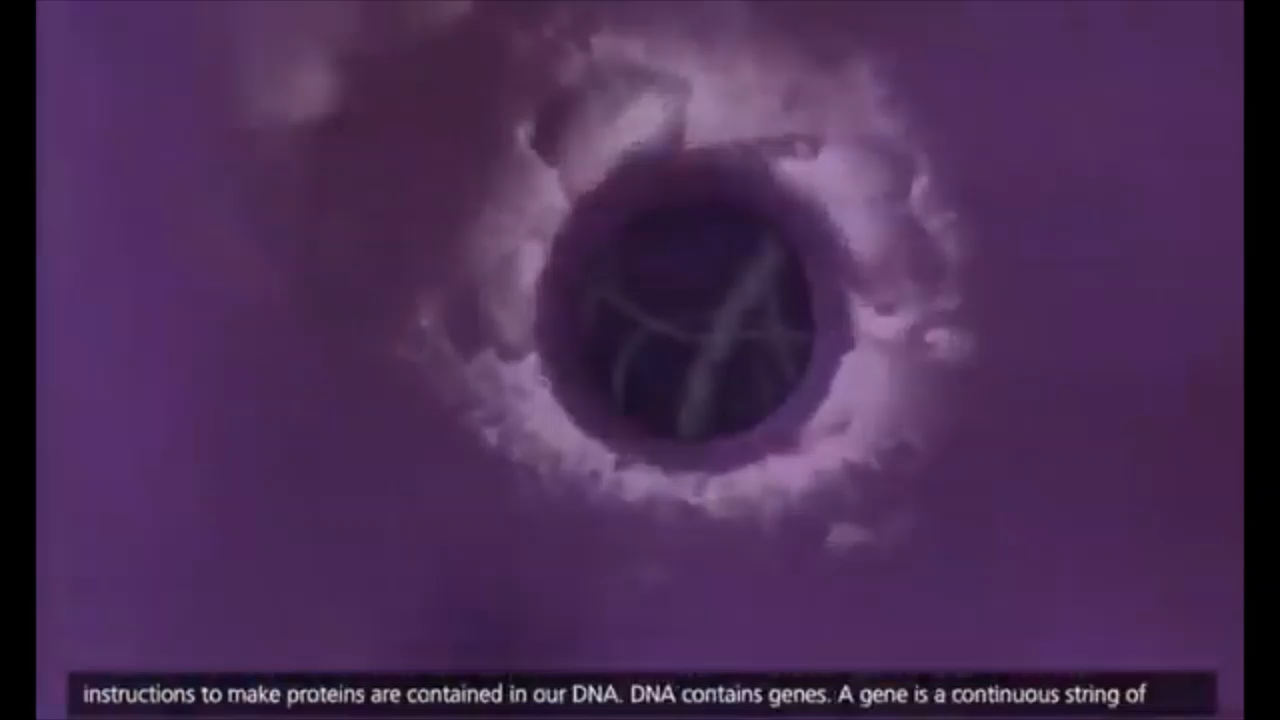 instructions to make proteins are contained in our DNA. DNA contains genes. A gene is a continuous string of